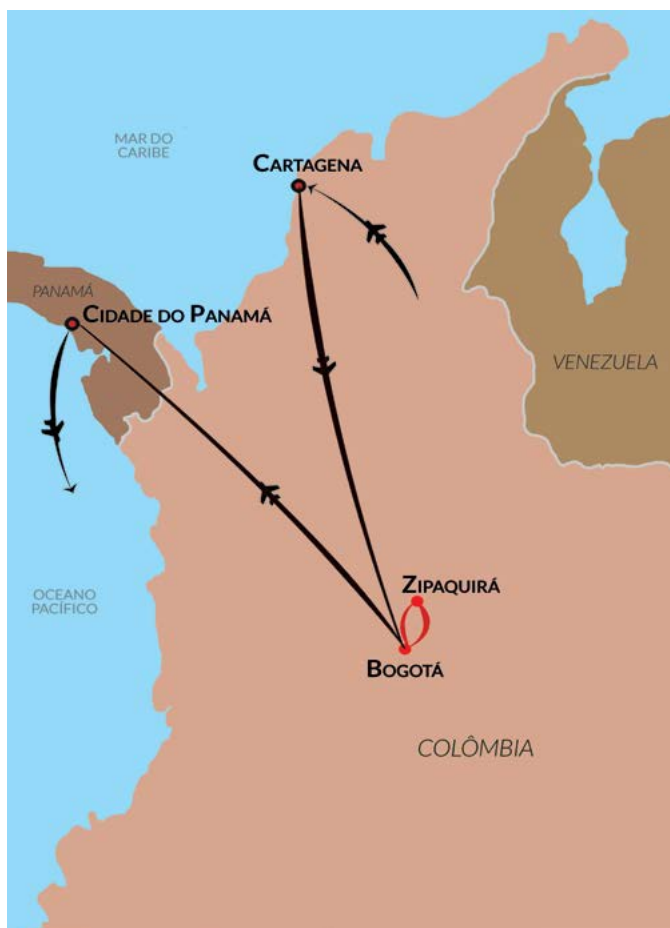 MAR DO
CARIBE
CARTAGENA
PANAMÁ
CIDADE DO PANAMÁ
VENEZUELA
OCEANO
PACÍFICO
ZIPAQUIRÁ
BOGOTÁ
COLÔMBIA